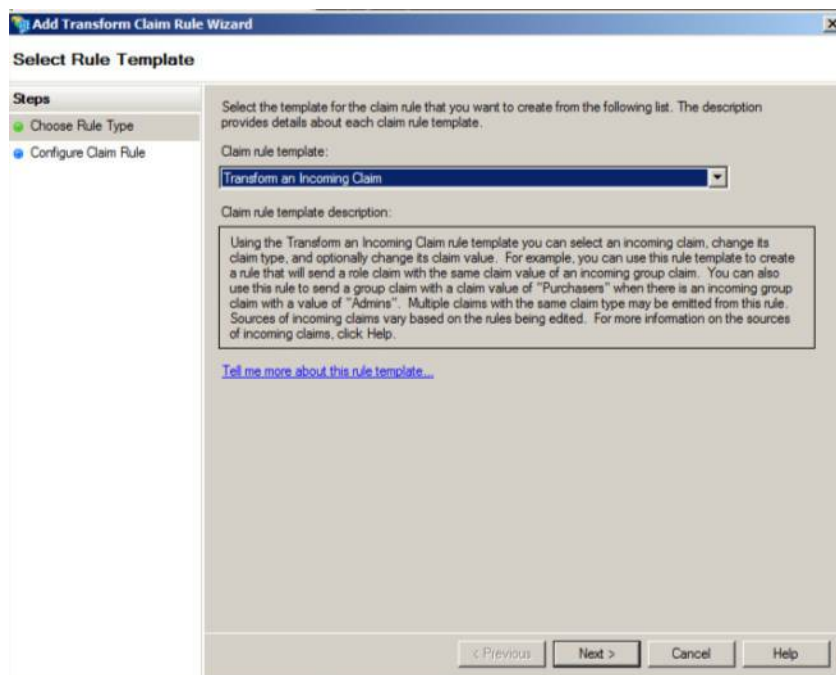 Add Transform Claim Rule Wizard
Select Rule Template
Steps
Choose Rule Type
Configure Claim Rule
Select the template for the claim rule that you want to create from the following list. The description
provides details about each claim rule template.
Claim rule template:
Transform an Incoming Claim
Claim rule template description:
Using the Transform an Incoming Claim rule template you can select an incoming claim, change its
claim type, and optionally change its claim value. For example, you can use this rule template to create
a rule that will send a role claim with the same claim value of an incoming group claim. You can also
use this rule to send a group claim with a claim value of "Purchasers" when there is an incoming group
claim with a value of "Admins". Multiple claims with the same claim type may be emitted from this rule.
Sources of incoming claims vary based on the rules being edited. For more information on the sources
of incoming claims, click Help.
Tell me more about this rule template...
< Previous
Next >
Cancel
Help